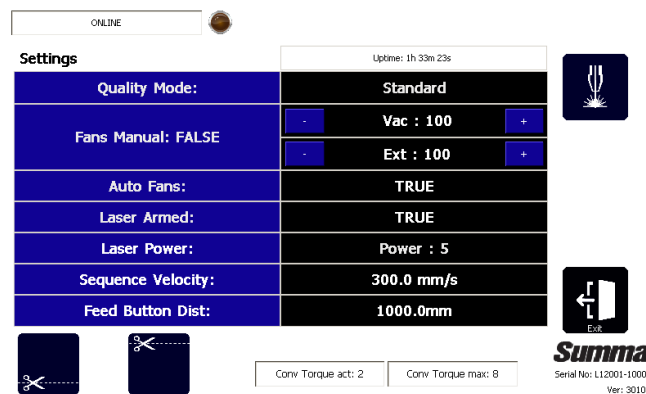 ONLINE
Settings
Uptime: 1h 33m 23s
Quality Mode:
Standard
Fans Manual: FALSE
- Vac : 100 +
- Ext : 100 +
Auto Fans:
TRUE
Laser Armed:
TRUE
Laser Power:
Power : 5
Sequence Velocity:
300.0 mm/s
Feed Button Dist:
1000.0mm
Exit
Summa
Conv Torque act: 2
Conv Torque max: 8
Serial No: L12001-1000
Ver: 3010